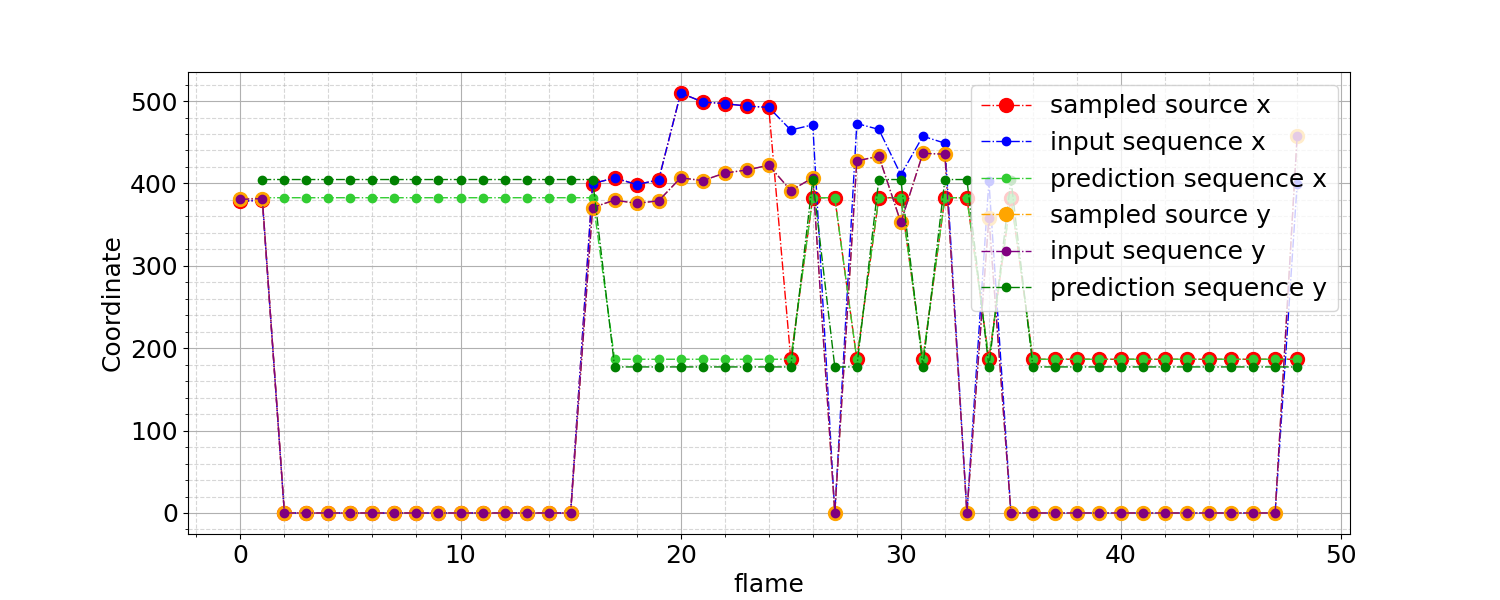 500
400
300
200
100
0
Coordinate
sampled source x
input sequence x
prediction sequence x
sampled source y
input sequence y
prediction sequence y
0 10 20 30 40 50
flame